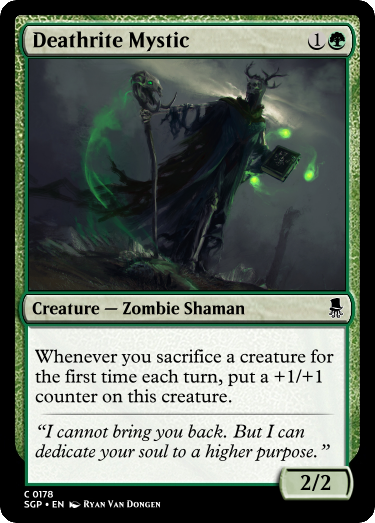 Deathrite Mystic 1
Creature — Zombie Shaman
Whenever you sacrifice a creature for
the first time each turn, put a +1/+1
counter on this creature.
“I cannot bring you back. But I can
dedicate your soul to a higher purpose.”
2/2
C 0178
SGP • EN Ryan Van Dongen